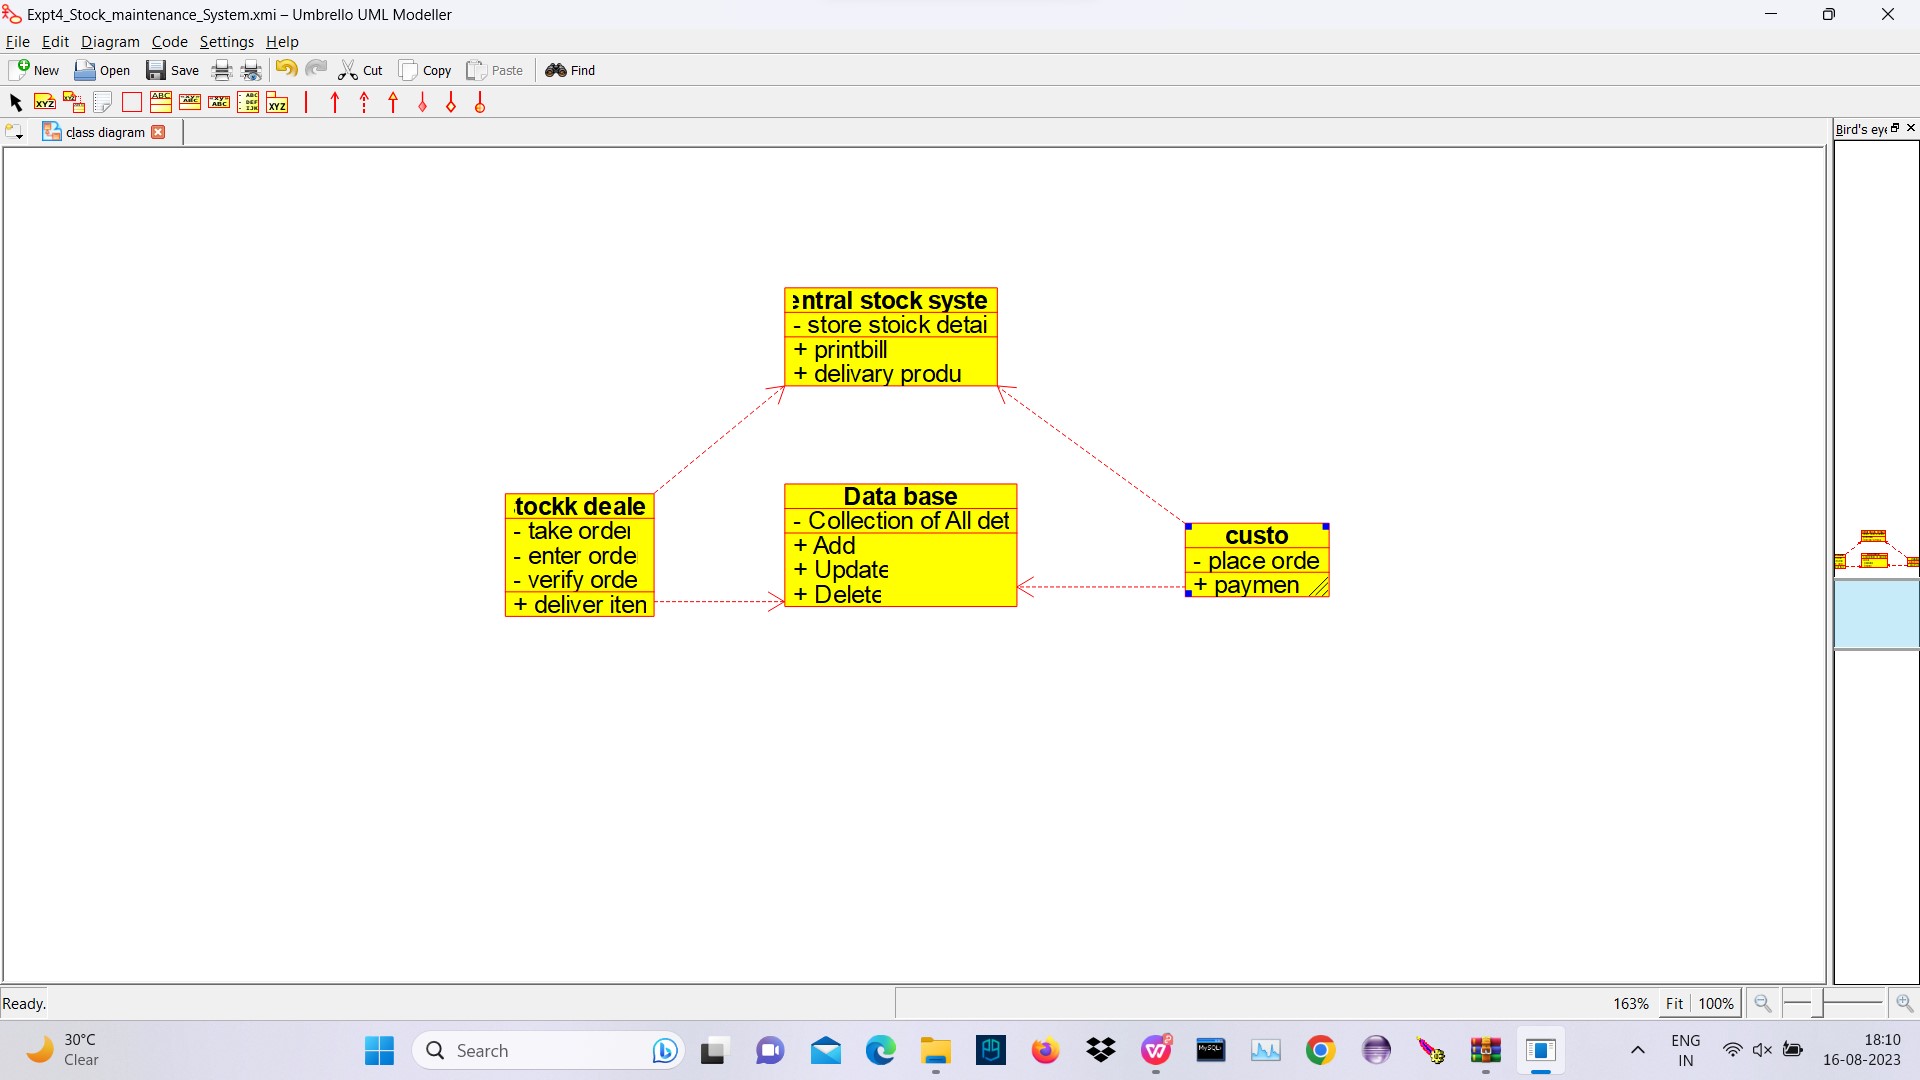 Expt4_Stock_maintenance_System.xmi – Umbrello UML Modeller
File Edit Diagram Code Settings Help
New Open Save Cut Copy Paste Find
class diagram
Bird's eye
entral stock syste
- store stoick detai
+ printbill
+ delivary produ
tockk deale
- take order
- enter orde
- verify orde
+ deliver iten
Data base
- Collection of All det
+ Add
+ Update
+ Delete
custo
- place orde
+ paymen
Ready.
163% Fit 100%
30°C
Clear
Search
ENG
IN
18:10
16-08-2023